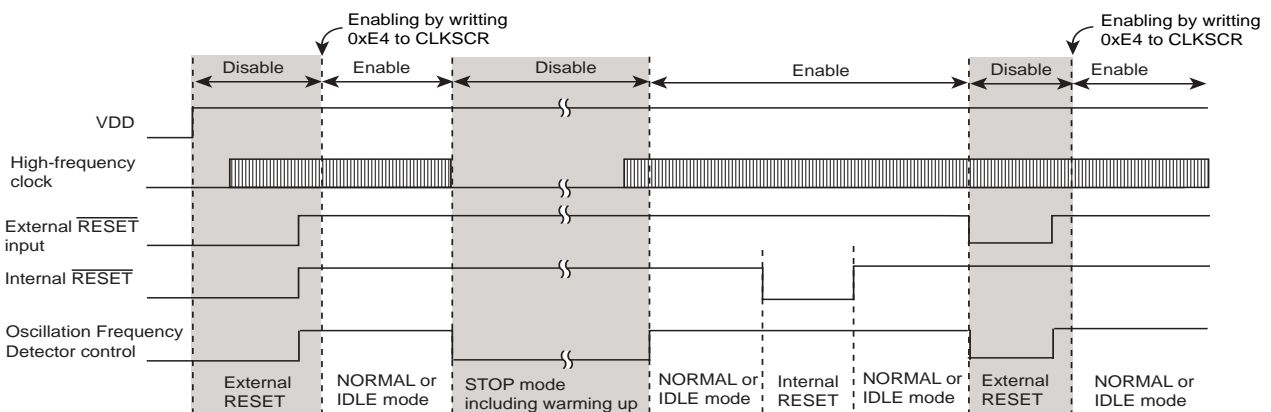 Enabling by writting
0xE4 to CLKSCR
Enabling by writting
0xE4 to CLKSCR
Disable
Enable
Disable
Enable
Disable
Enable
VDD
High-frequency
clock
External RESET
input
Internal RESET
Oscillation Frequency
Detector control
External
RESET
NORMAL or
IDLE mode
STOP mode
including warming up
NORMAL or
IDLE mode
Internal
RESET
NORMAL or
IDLE mode
External
RESET
NORMAL or
IDLE mode